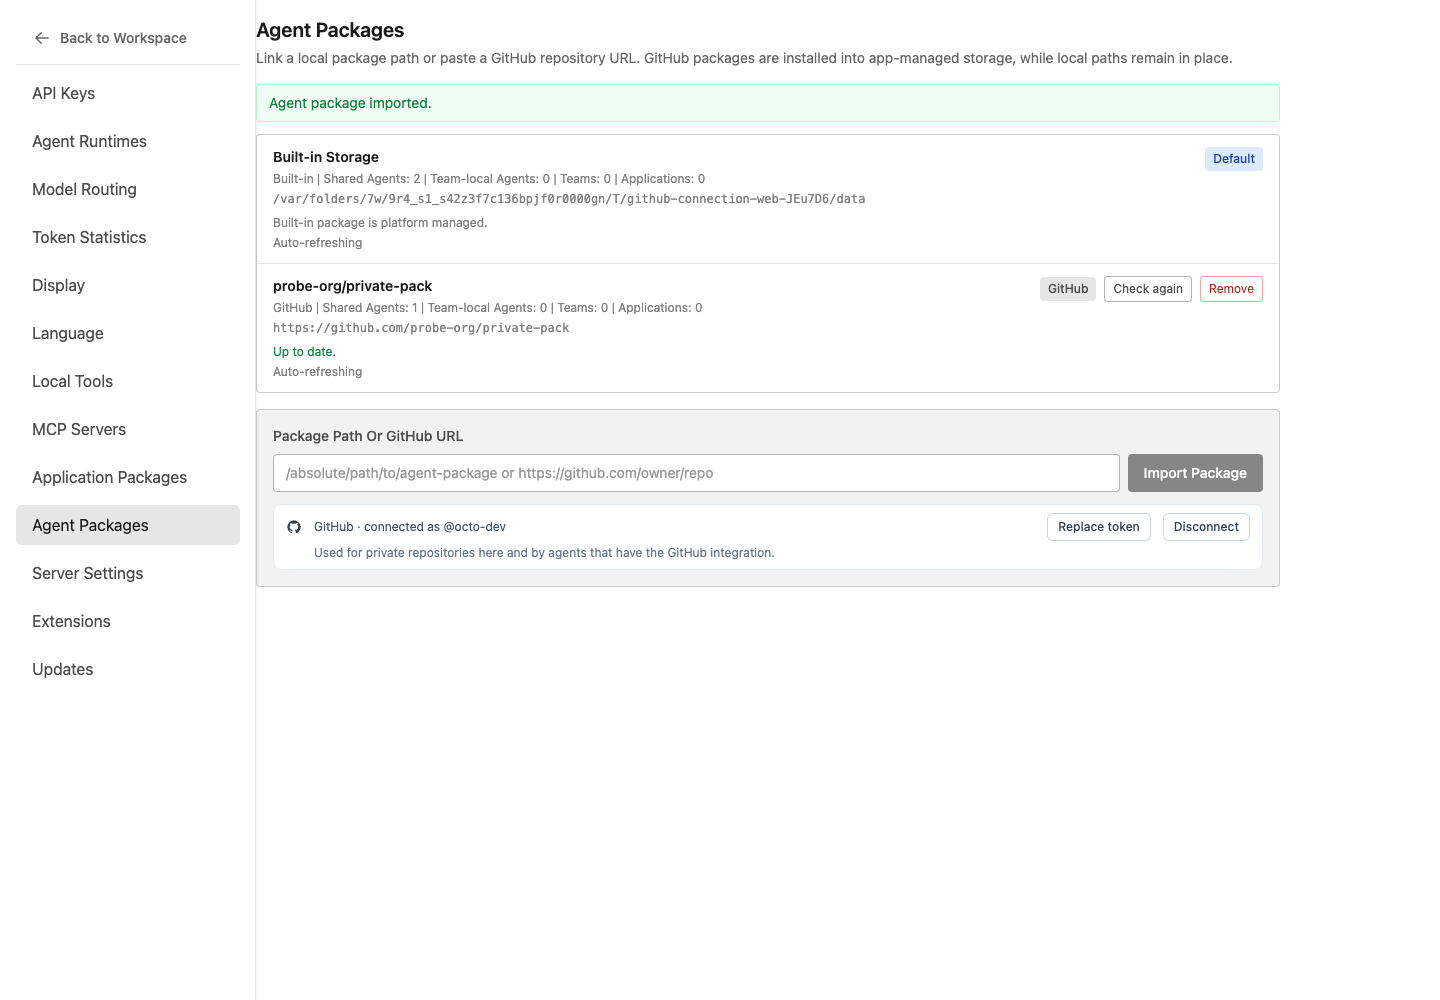 Back to Workspace
API Keys
Agent Runtimes
Model Routing
Token Statistics
Display
Language
Local Tools
MCP Servers
Application Packages
Agent Packages
Server Settings
Extensions
Updates
Agent Packages
Link a local package path or paste a GitHub repository URL. GitHub packages are installed into app-managed storage, while local paths remain in place.
Agent package imported.
Built-in Storage
Default
Built-in | Shared Agents: 2 | Team-local Agents: 0 | Teams: 0 | Applications: 0
/var/folders/7w/9r4_s1_s42z3f7c136bpjf0r0000gn/T/github-connection-web-JEu7D6/data
Built-in package is platform managed.
Auto-refreshing
probe-org/private-pack
GitHub
Check again
Remove
GitHub | Shared Agents: 1 | Team-local Agents: 0 | Teams: 0 | Applications: 0
https://github.com/probe-org/private-pack
Up to date.
Auto-refreshing
Package Path Or GitHub URL
/absolute/path/to/agent-package or https://github.com/owner/repo
Import Package
GitHub · connected as @octo-dev
Replace token
Disconnect
Used for private repositories here and by agents that have the GitHub integration.